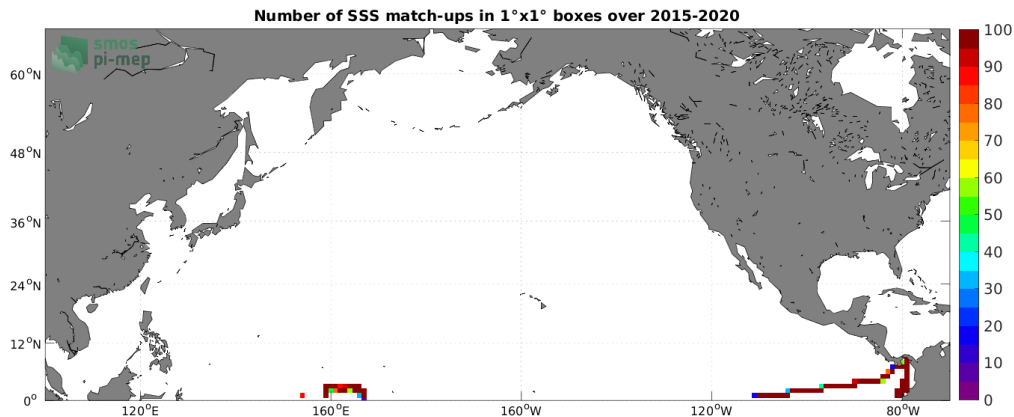 Number of SSS match-ups in 1°x1° boxes over 2015-2020
smos
pi-mep
60°N
48°N
36°N
24°N
12°N
0°
120°E
160°E
160°W
120°W
80°W
100
90
80
70
60
50
40
30
20
10
0